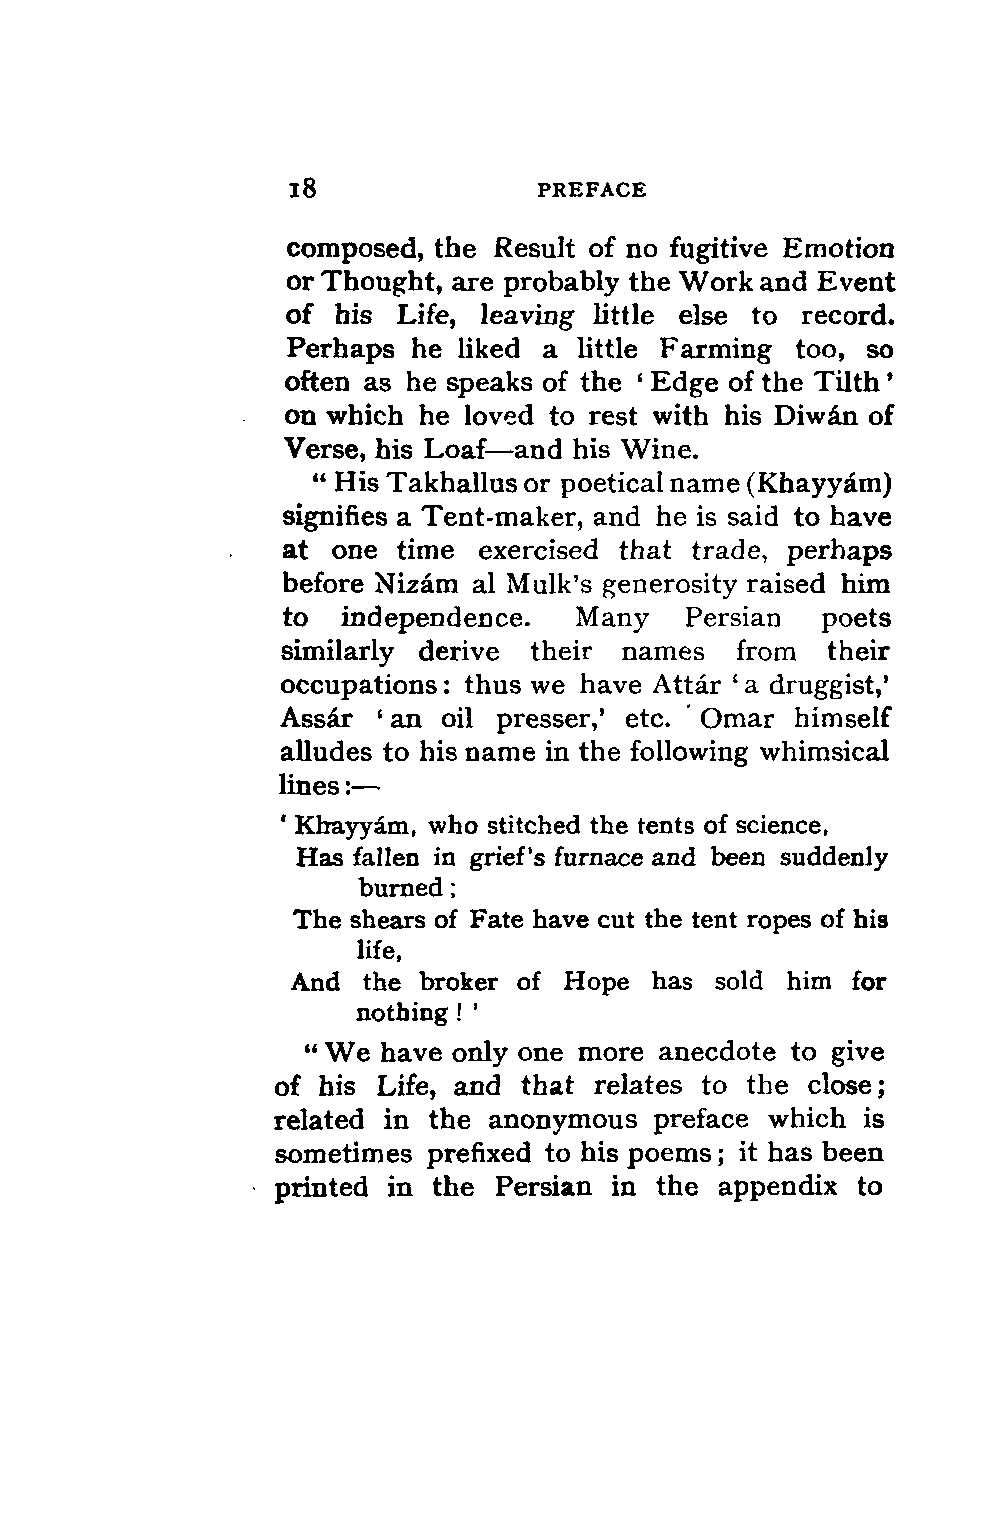 18 PREFACE
composed, the Result of no fugitive Emotion
or Thought, are probably the Work and Event
of his Life, leaving little else to record.
Perhaps he liked a little Farming too, so
often as he speaks of the ‘ Edge of the Tilth ’
on which he loved to rest with his Diwán of
Verse, his Loaf—and his Wine.
“ His Takhallus or poetical name (Khayyám)
signifies a Tent-maker, and he is said to have
at one time exercised that trade, perhaps
before Nizám al Mulk’s generosity raised him
to independence. Many Persian poets
similarly derive their names from their
occupations: thus we have Attár ‘ a druggist,’
Assár ‘ an oil presser,’ etc. Omar himself
alludes to his name in the following whimsical
lines :—
‘ Khayyám, who stitched the tents of science,
Has fallen in grief’s furnace and been suddenly
burned ;
The shears of Fate have cut the tent ropes of his
life,
And the broker of Hope has sold him for
nothing ! ’
“ We have only one more anecdote to give
of his Life, and that relates to the close;
related in the anonymous preface which is
sometimes prefixed to his poems; it has been
printed in the Persian in the appendix to